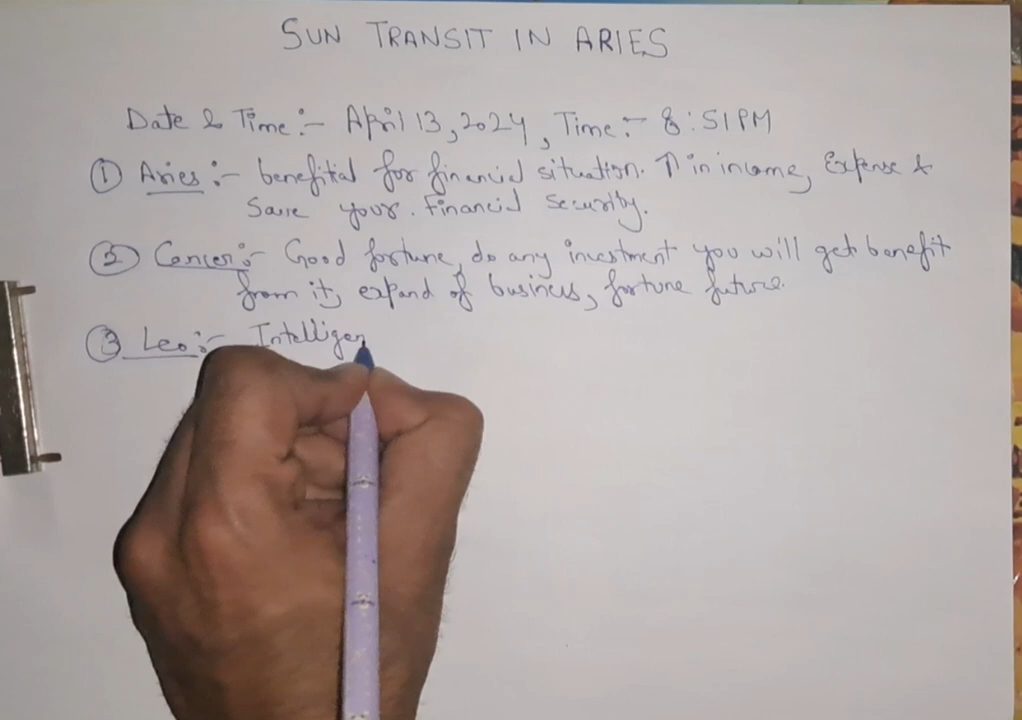 SUN TRANSIT IN ARIES
Date & Time :- April 13, 2024, Time :- 8:51PM
① Aries :- benefitial for financial situation. ↑ in income, Expense &
Save your. Financial Security.
② Cancer :- Good fortune, do any investment you will get benefit
from it, expand of business, fortune future.
③ Leo :- Intelligen